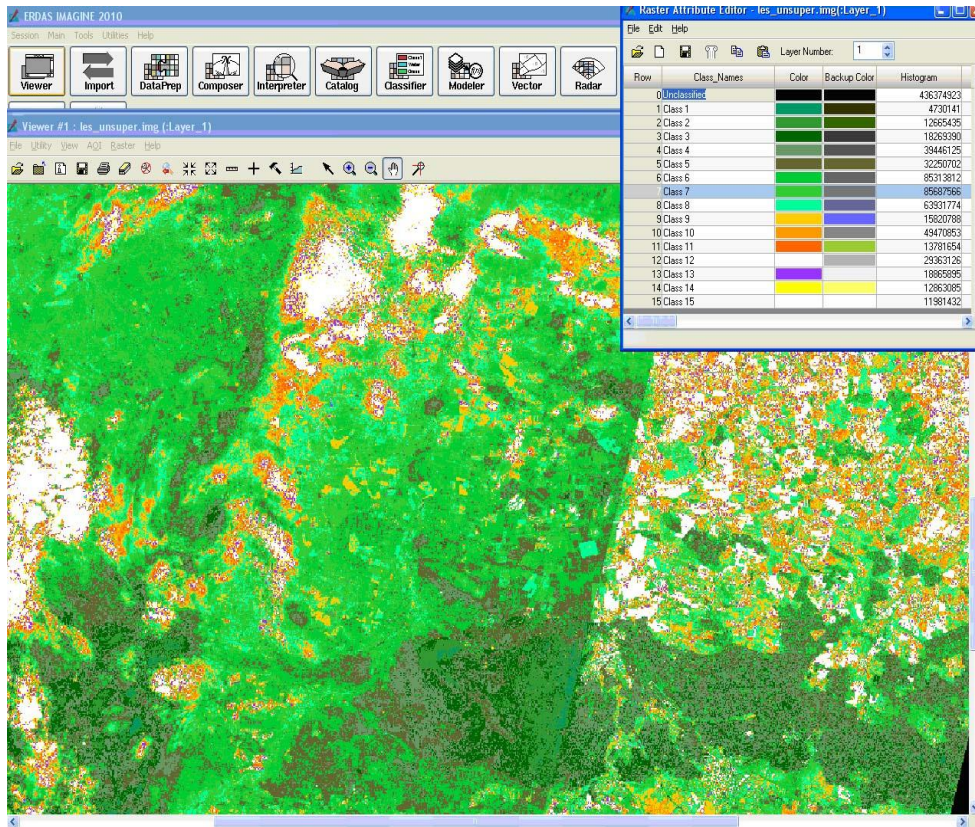 ERDAS IMAGINE 2010
Session Main Tools Utilities Help
Viewer Import DataPrep Composer Interpreter Catalog Classifier Modeler Vector Radar
Viewer #1 : les_unsuper.img (:Layer_1)
File Utility View AOI Raster Help
Raster Attribute Editor - les_unsuper.img(:Layer_1)
File Edit Help
Layer Number: 1
Row Class_Names Color Backup Color Histogram
0 Unclassified 436374923
1 Class 1 4730141
2 Class 2 12665435
3 Class 3 18269390
4 Class 4 39446125
5 Class 5 32250702
6 Class 6 85313812
Class 7 85687566
8 Class 8 63931774
9 Class 9 15820788
10 Class 10 49470853
11 Class 11 13781654
12 Class 12 29363126
13 Class 13 18865895
14 Class 14 12863085
15 Class 15 11981432